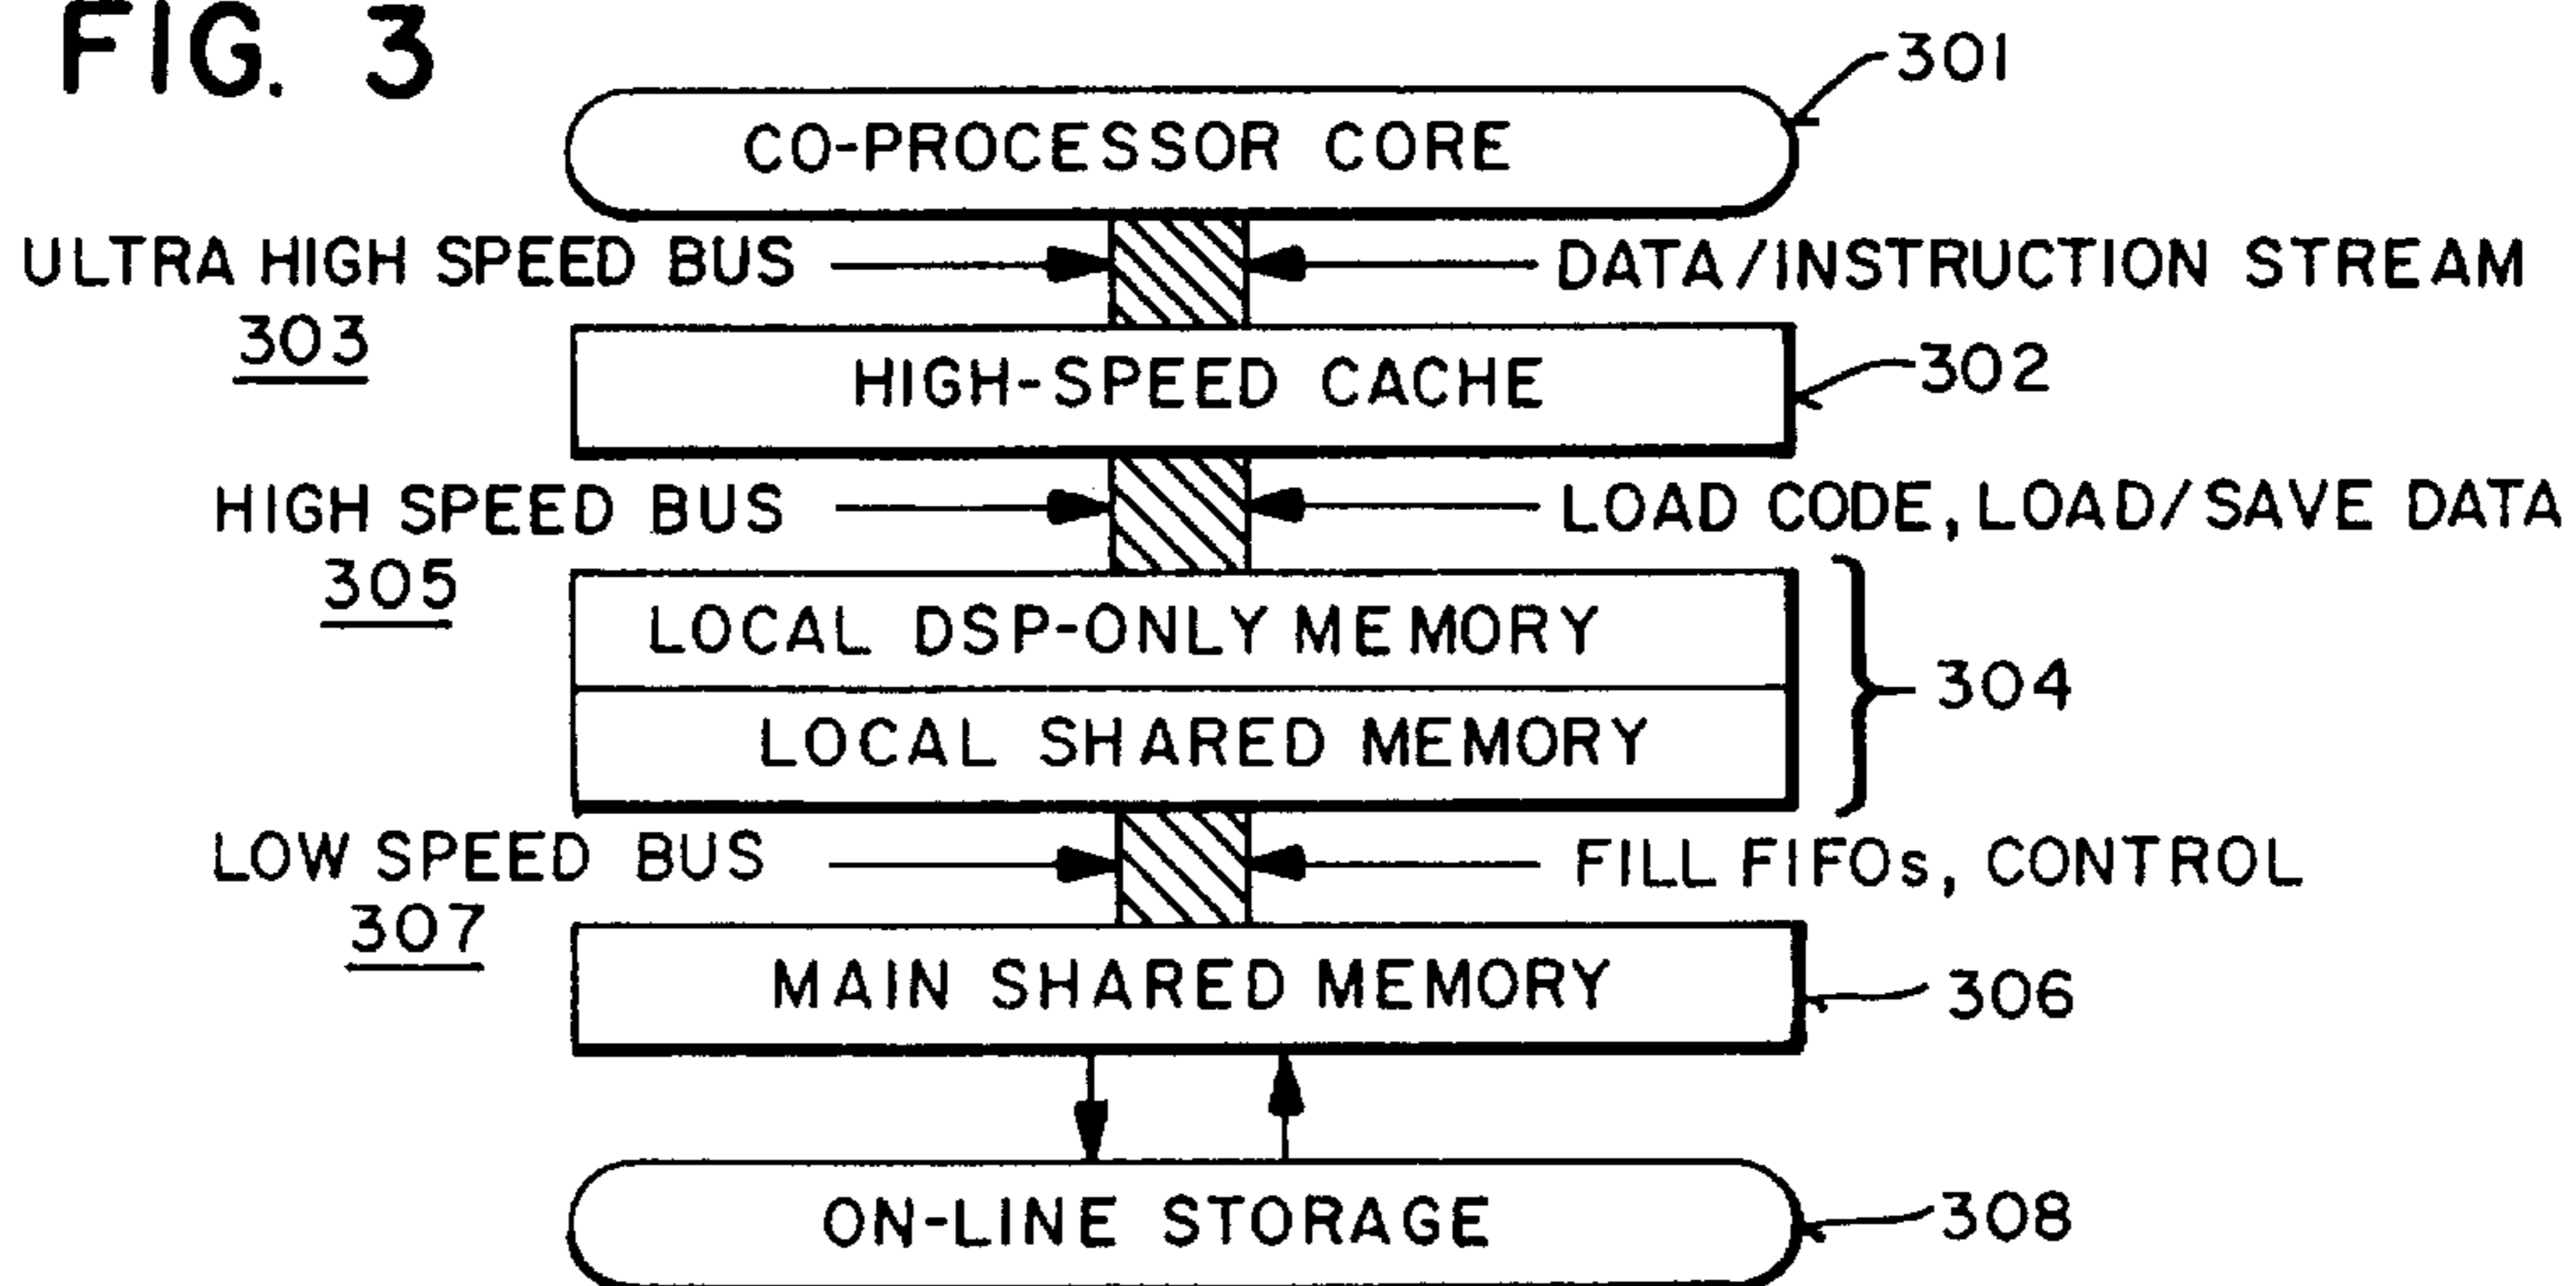 FIG. 3
301
CO-PROCESSOR CORE
ULTRA HIGH SPEED BUS
DATA/INSTRUCTION STREAM
303
HIGH-SPEED CACHE
302
HIGH SPEED BUS
LOAD CODE, LOAD/SAVE DATA
305
LOCAL DSP-ONLY MEMORY
304
LOCAL SHARED MEMORY
LOW SPEED BUS
FILL FIFOs, CONTROL
307
MAIN SHARED MEMORY
306
ON-LINE STORAGE
308